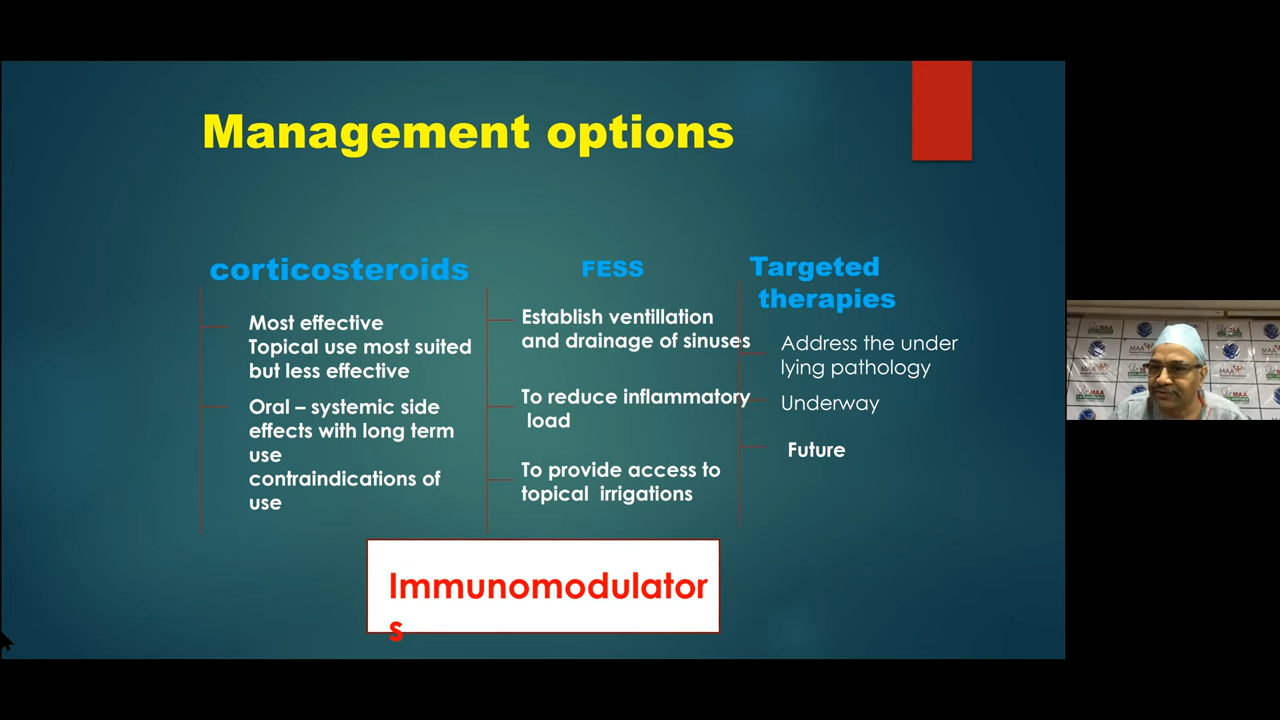 Management options
corticosteroids
Most effective
Topical use most suited
but less effective
Oral – systemic side
effects with long term
use
contraindications of
use
FESS
Establish ventillation
and drainage of sinuses
To reduce inflammatory
load
To provide access to
topical irrigations
Targeted
therapies
Address the under
lying pathology
Underway
Future
Immunomodulator
s
MAA